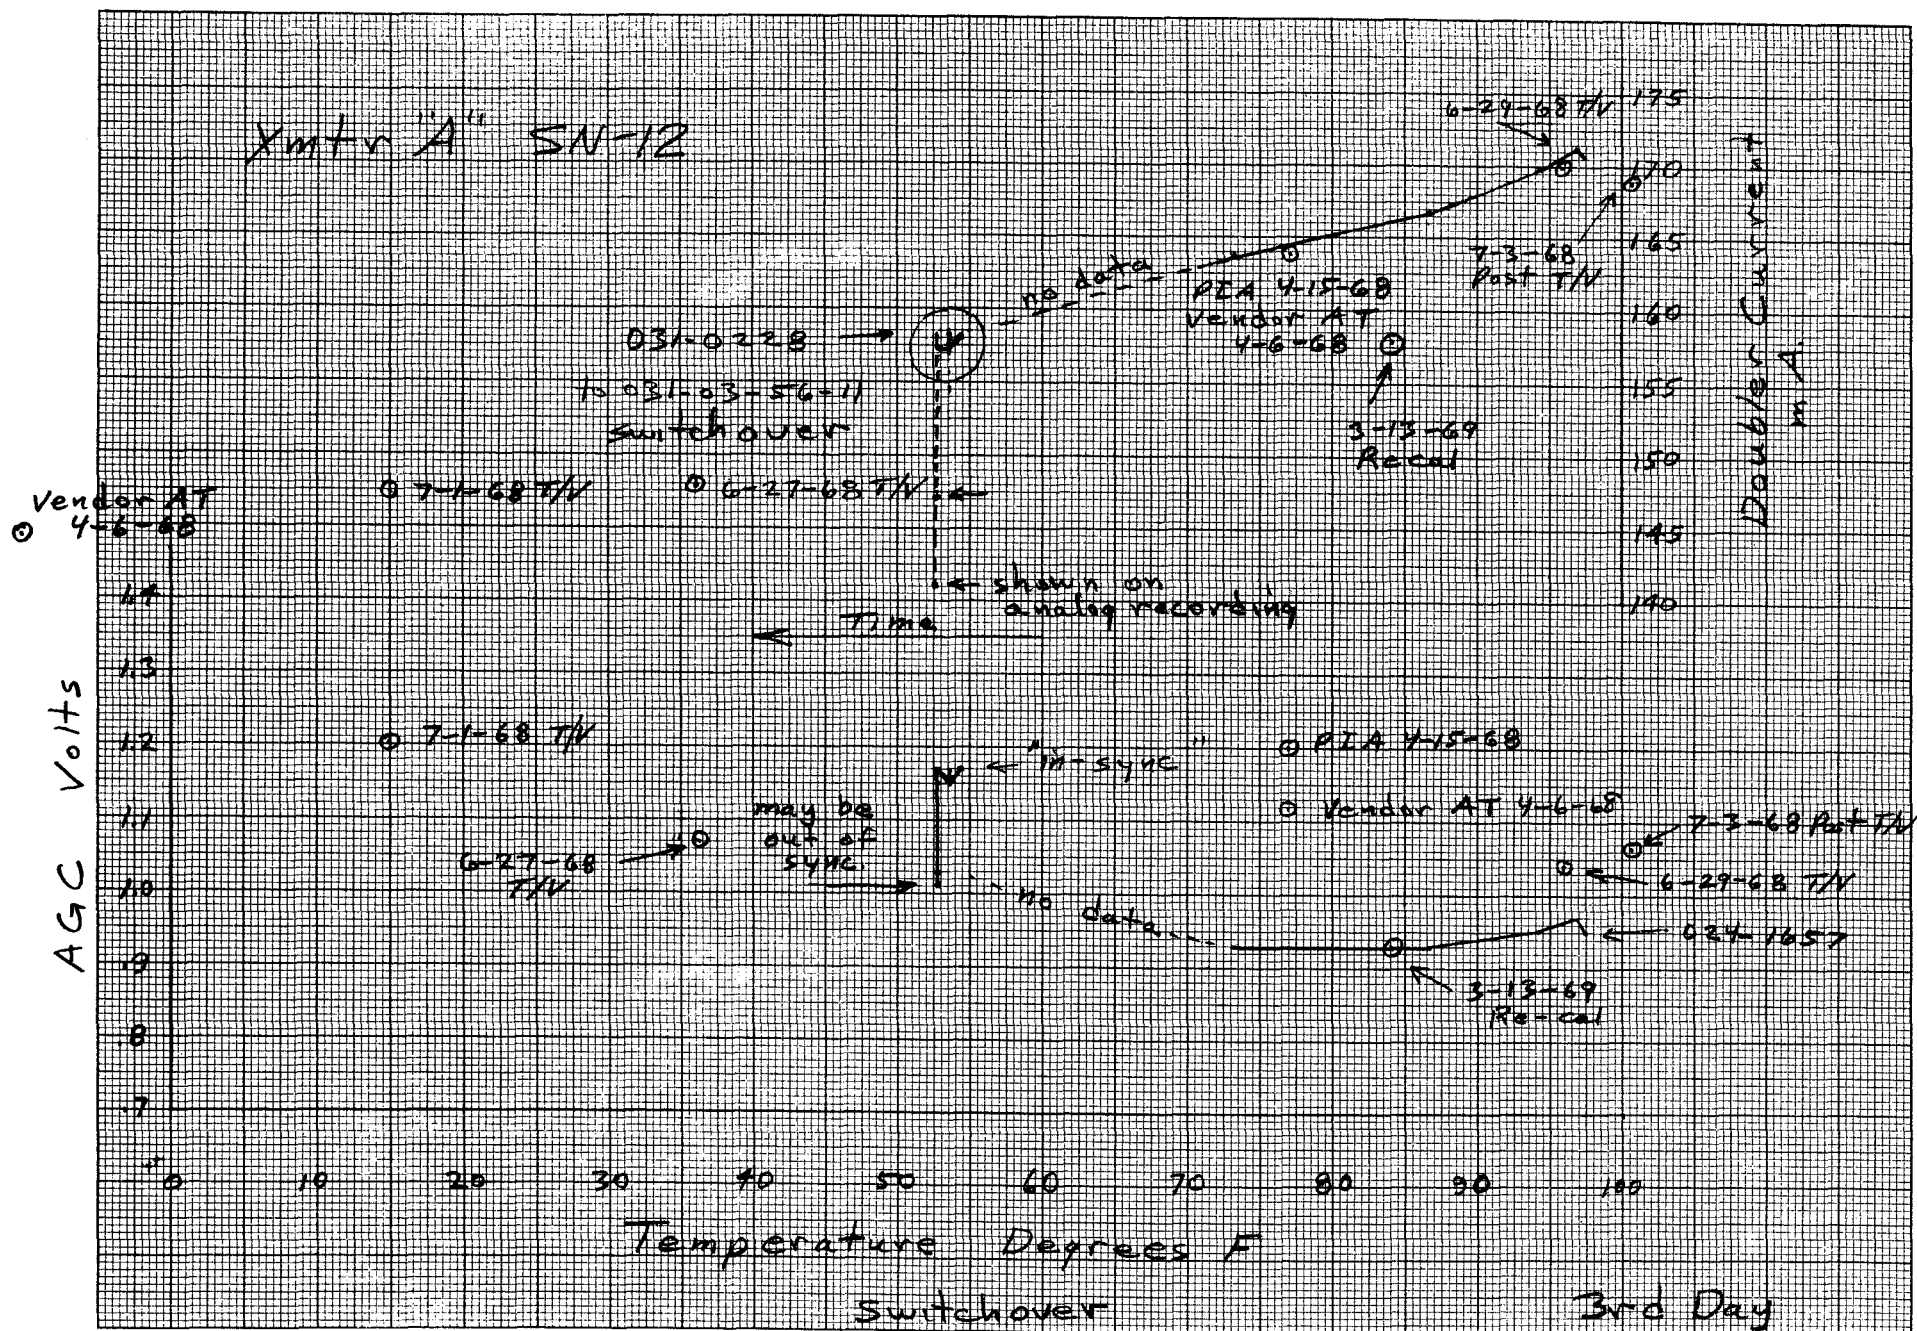 Xmtr "A" SN-12
6-29-68 T/V
175
170
7-3-68
Post T/V
165
160
155
150
145
140
Doubler Current
m A.
no data
PIA 4-15-68
Vendor AT
4-6-68
3-13-69
Recal
031-0228
to 031-03-56-11
switchover
Vendor AT
4-6-68
7-1-68 T/V
6-27-68 T/V
shown on
analog recording
Time
1.4
1.3
1.2
1.1
1.0
.9
.8
.7
AGC Volts
7-1-68 T/V
"in-sync"
PIA 4-15-68
may be
out of
sync.
Vendor AT 4-6-68
7-3-68 Post T/V
6-27-68
T/V
6-29-68 T/V
no data
024-1657
3-13-69
Re-cal
0 10 20 30 40 50 60 70 80 90 100
Temperature Degrees F
Switchover
3rd Day